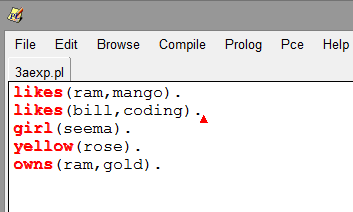 File Edit Browse Compile Prolog Pce Help
3aexp.pl
likes(ram,mango).
likes(bill,coding).
girl(seema).
yellow(rose).
owns(ram,gold).